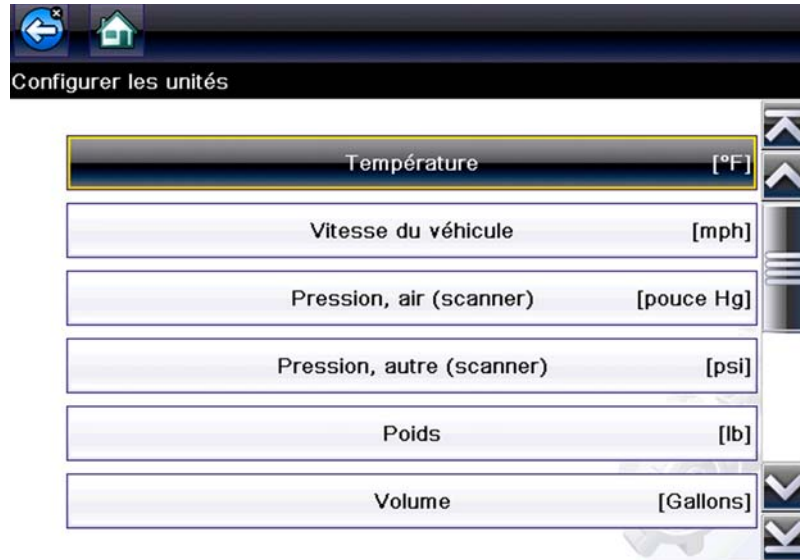 Configurer les unités
Température [°F]
Vitesse du véhicule [mph]
Pression, air (scanner) [pouce Hg]
Pression, autre (scanner) [psi]
Poids [lb]
Volume [Gallons]